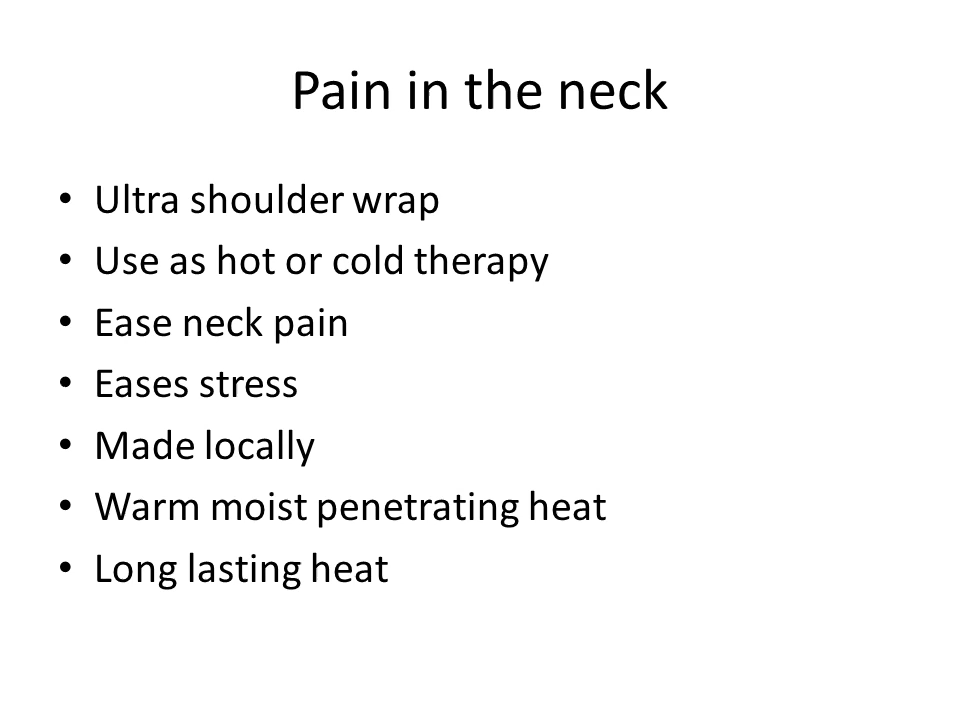 Pain in the neck
• Ultra shoulder wrap
• Use as hot or cold therapy
• Ease neck pain
• Eases stress
• Made locally
• Warm moist penetrating heat
• Long lasting heat